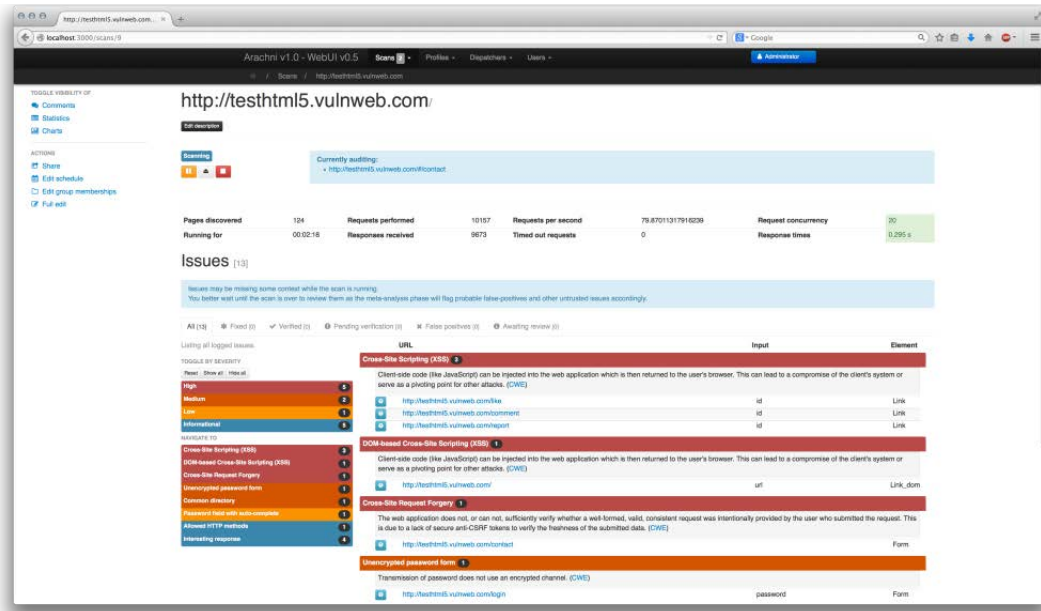 http://testhtml5.vulnweb.com...
localhost:3000/scans/9
Google
Arachni v1.0 - WebUI v0.5
Scans
Profiles
Dispatchers
Users
Administrator
/ Scans / http://testhtml5.vulnweb.com
TOGGLE VISIBILITY OF
Comments
Statistics
Charts
ACTIONS
Share
Edit schedule
Edit group memberships
Full edit
http://testhtml5.vulnweb.com/
Edit description
Scanning
Currently auditing:
http://testhtml5.vulnweb.com/#/contact
Pages discovered 124 Requests performed 10157 Requests per second 79.87011317916239 Request concurrency 20
Running for 00:02:16 Responses received 9673 Timed out requests 0 Response times 0.295 s
Issues [13]
Issues may be missing some context while the scan is running.
You better wait until the scan is over to review them as the meta-analysis phase will flag probable false-positives and other untrusted issues accordingly.
All [13] Fixed [0] Verified [0] Pending verification [0] False positives [0] Awaiting review [0]
Listing all logged issues.
TOGGLE BY SEVERITY
Reset Show all Hide all
High 5
Medium 2
Low 1
Informational 5
NAVIGATE TO
Cross-Site Scripting (XSS) 3
DOM-based Cross-Site Scripting (XSS) 1
Cross-Site Request Forgery 1
Unencrypted password form 1
Common directory 1
Password field with auto-complete 1
Allowed HTTP methods 1
Interesting response 4
URL Input Element
Cross-Site Scripting (XSS) 3
Client-side code (like JavaScript) can be injected into the web application which is then returned to the user's browser. This can lead to a compromise of the client's system or
serve as a pivoting point for other attacks. (CWE)
http://testhtml5.vulnweb.com/like id Link
http://testhtml5.vulnweb.com/comment id Link
http://testhtml5.vulnweb.com/report id Link
DOM-based Cross-Site Scripting (XSS) 1
Client-side code (like JavaScript) can be injected into the web application which is then returned to the user's browser. This can lead to a compromise of the client's system or
serve as a pivoting point for other attacks. (CWE)
http://testhtml5.vulnweb.com/ url Link_dom
Cross-Site Request Forgery 1
The web application does not, or can not, sufficiently verify whether a well-formed, valid, consistent request was intentionally provided by the user who submitted the request. This
is due to a lack of secure anti-CSRF tokens to verify the freshness of the submitted data. (CWE)
http://testhtml5.vulnweb.com/contact Form
Unencrypted password form 1
Transmission of password does not use an encrypted channel. (CWE)
http://testhtml5.vulnweb.com/login password Form